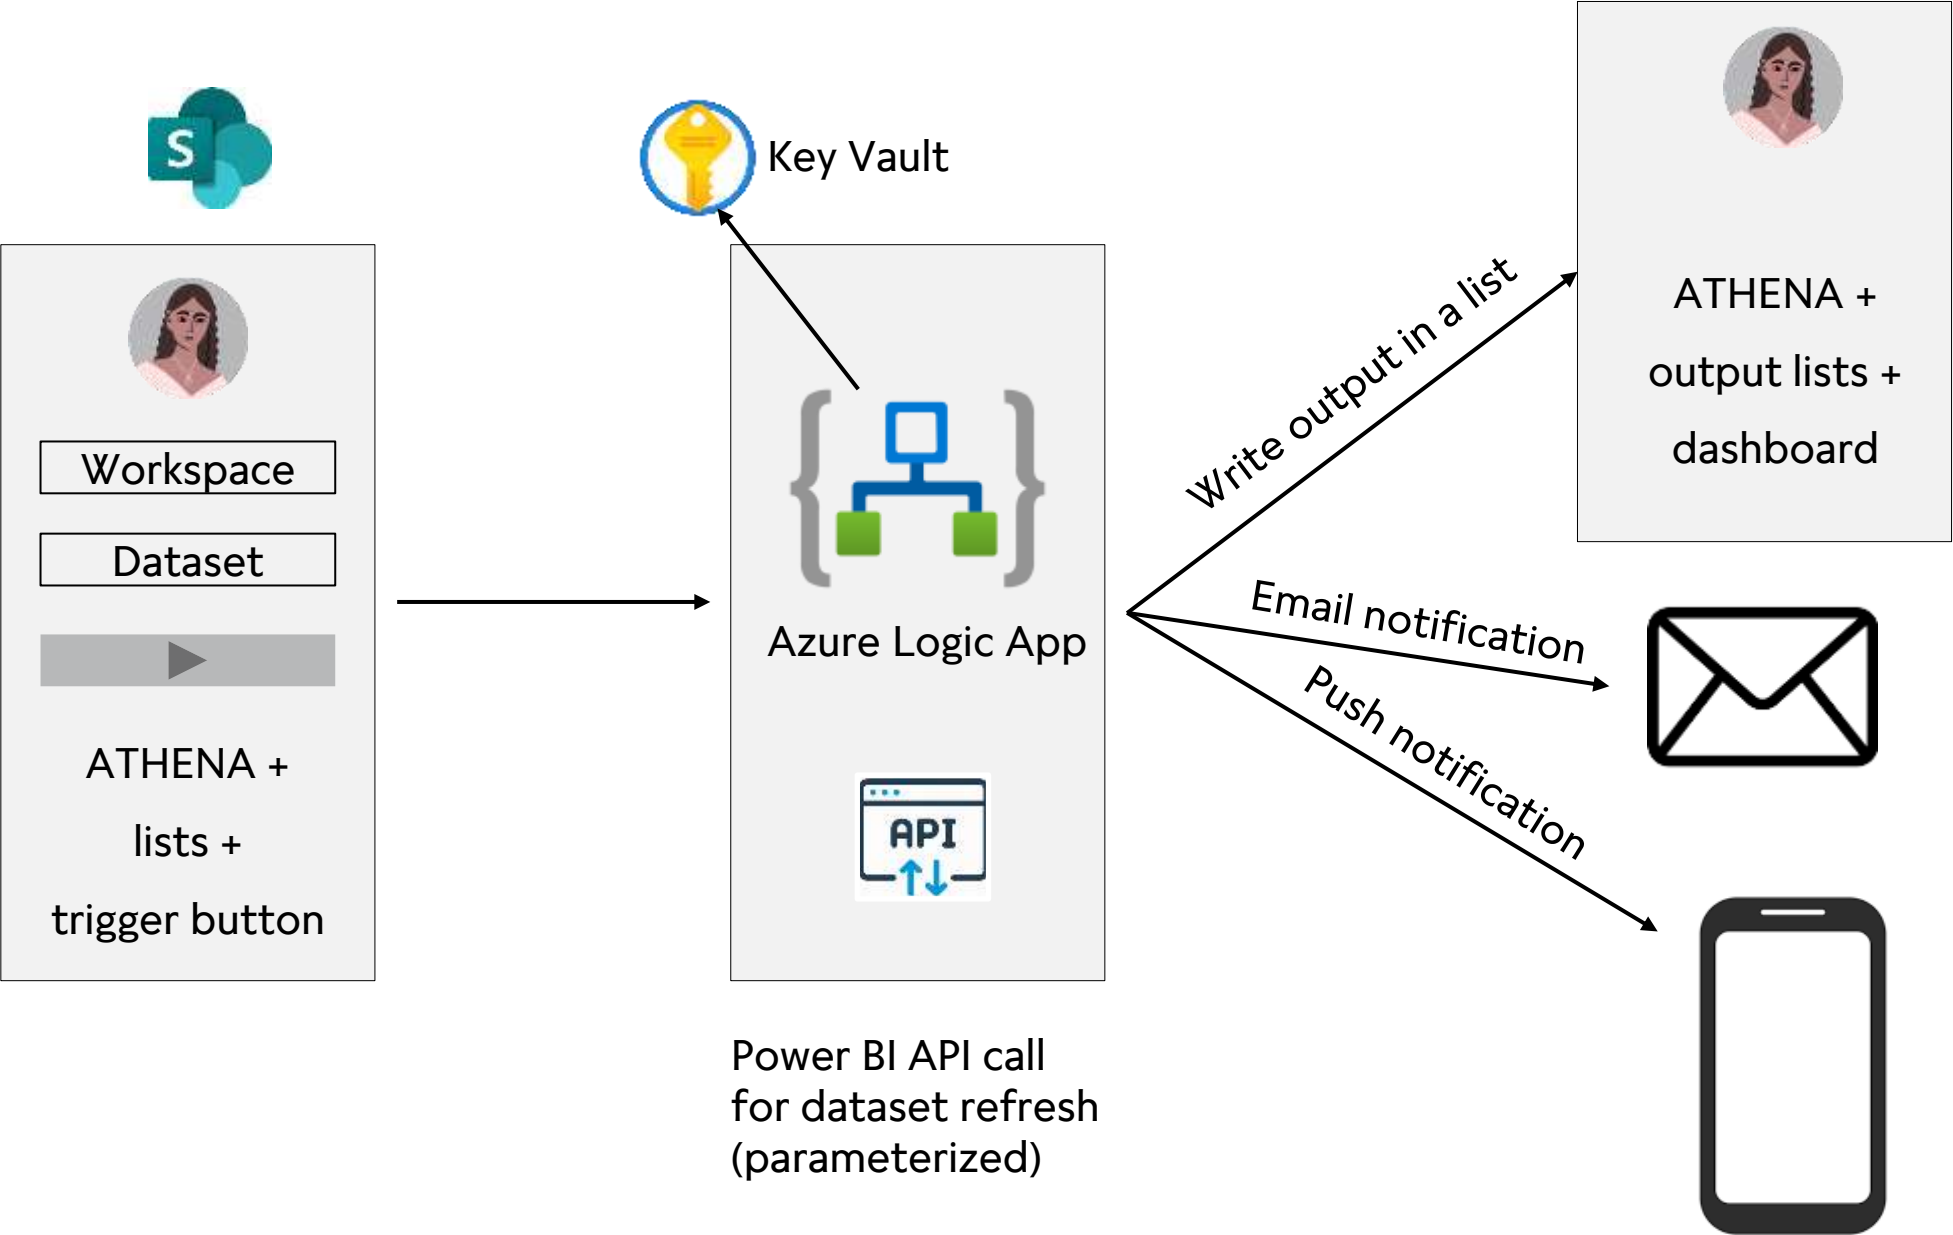 S
Workspace
Dataset
ATHENA +
lists +
trigger button
Key Vault
Azure Logic App
API
Power BI API call
for dataset refresh
(parameterized)
Write output in a list
Email notification
Push notification
ATHENA +
output lists +
dashboard